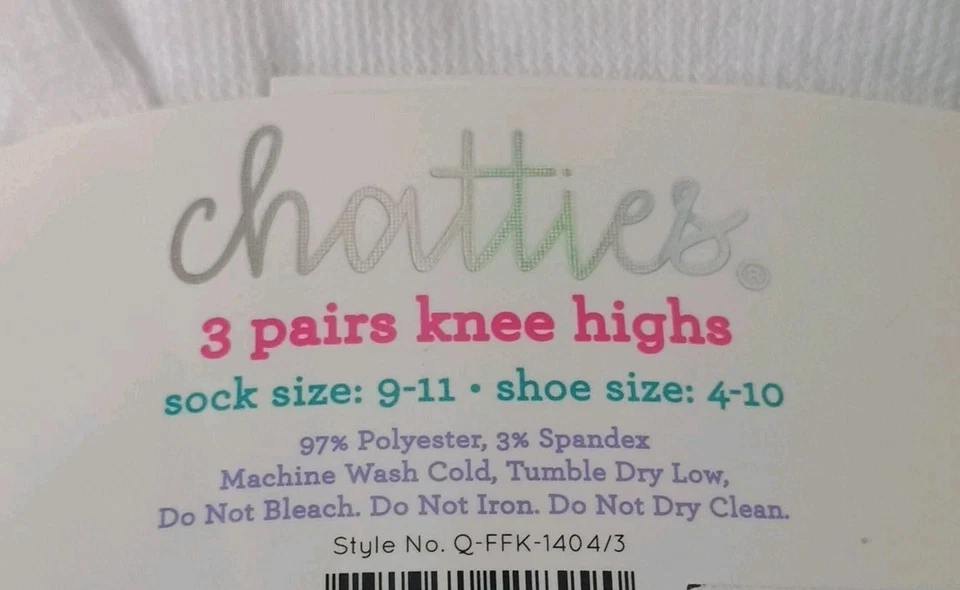 chatties®
3 pairs knee highs
sock size: 9-11 • shoe size: 4-10
97% Polyester, 3% Spandex
Machine Wash Cold, Tumble Dry Low,
Do Not Bleach. Do Not Iron. Do Not Dry Clean.
Style No. Q-FFK-1404/3